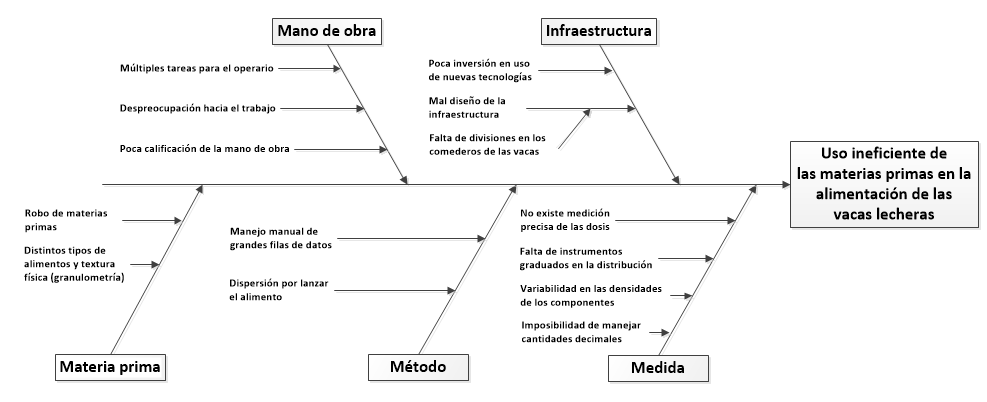 Mano de obra
Múltiples tareas para el operario
Despreocupación hacia el trabajo
Poca calificación de la mano de obra
Infraestructura
Poca inversión en uso
de nuevas tecnologías
Mal diseño de la
infraestructura
Falta de divisiones en los
comederos de las vacas
Uso ineficiente de
las materias primas en la
alimentación de las
vacas lecheras
Robo de materias
primas
Distintos tipos de
alimentos y textura
física (granulometría)
Materia prima
Manejo manual de
grandes filas de datos
Dispersión por lanzar
el alimento
Método
No existe medición
precisa de las dosis
Falta de instrumentos
graduados en la distribución
Variabilidad en las densidades
de los componentes
Imposibilidad de manejar
cantidades decimales
Medida